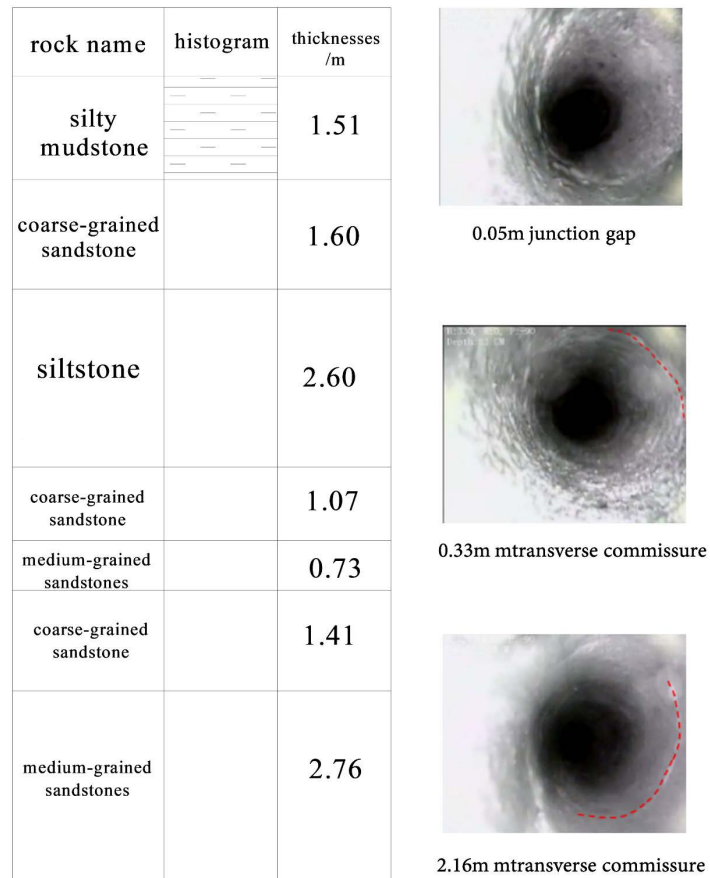 rock name histogram thicknesses
/m
silty
mudstone
1.51
coarse-grained
sandstone
1.60
siltstone
2.60
coarse-grained
sandstone
1.07
medium-grained
sandstones
0.73
coarse-grained
sandstone
1.41
medium-grained
sandstones
2.76
0.05m junction gap
0.33m mtransverse commissure
2.16m mtransverse commissure